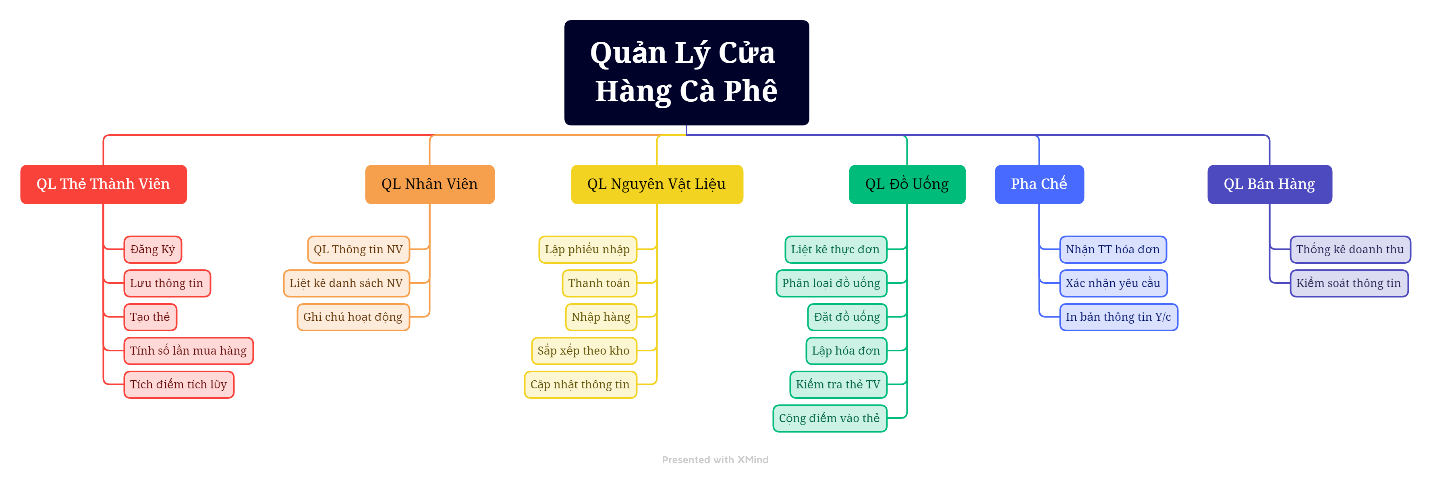 Quản Lý Cửa
Hàng Cà Phê
QL Thẻ Thành Viên
QL Nhân Viên
QL Nguyên Vật Liệu
QL Đồ Uống
Pha Chế
QL Bán Hàng
Đăng Ký
Lưu thông tin
Tạo thẻ
Tính số lần mua hàng
Tích điểm tích lũy
QL Thông tin NV
Liệt kê danh sách NV
Ghi chú hoạt động
Lập phiếu nhập
Thanh toán
Nhập hàng
Sắp xếp theo kho
Cập nhật thông tin
Liệt kê thực đơn
Phân loại đồ uống
Đặt đồ uống
Lập hóa đơn
Kiểm tra thẻ TV
Cộng điểm vào thẻ
Nhận TT hóa đơn
Xác nhận yêu cầu
In bản thông tin Y/c
Thống kê doanh thu
Kiểm soát thông tin
Presented with XMind